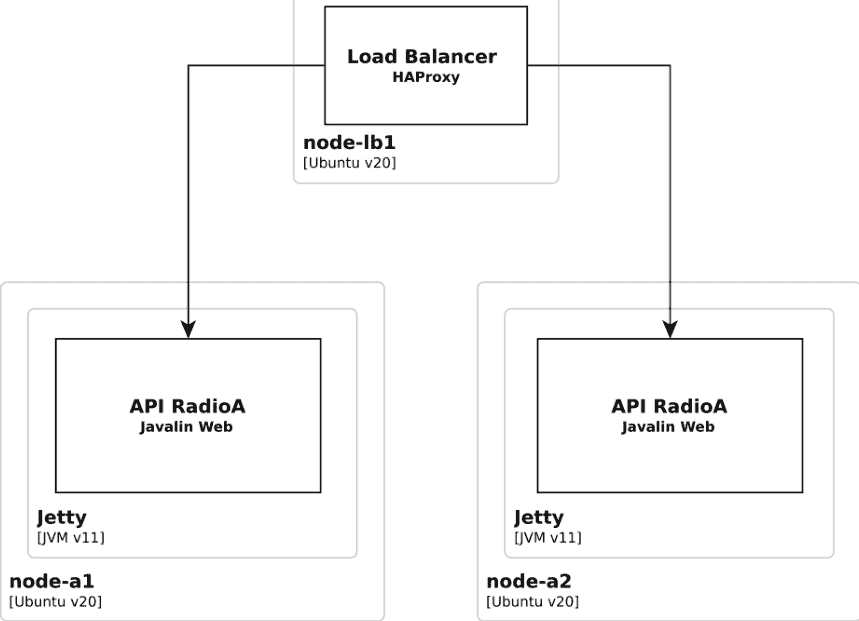 Load Balancer
HAProxy
node-lb1
[Ubuntu v20]
API RadioA
Javalin Web
Jetty
[JVM v11]
node-a1
[Ubuntu v20]
API RadioA
Javalin Web
Jetty
[JVM v11]
node-a2
[Ubuntu v20]